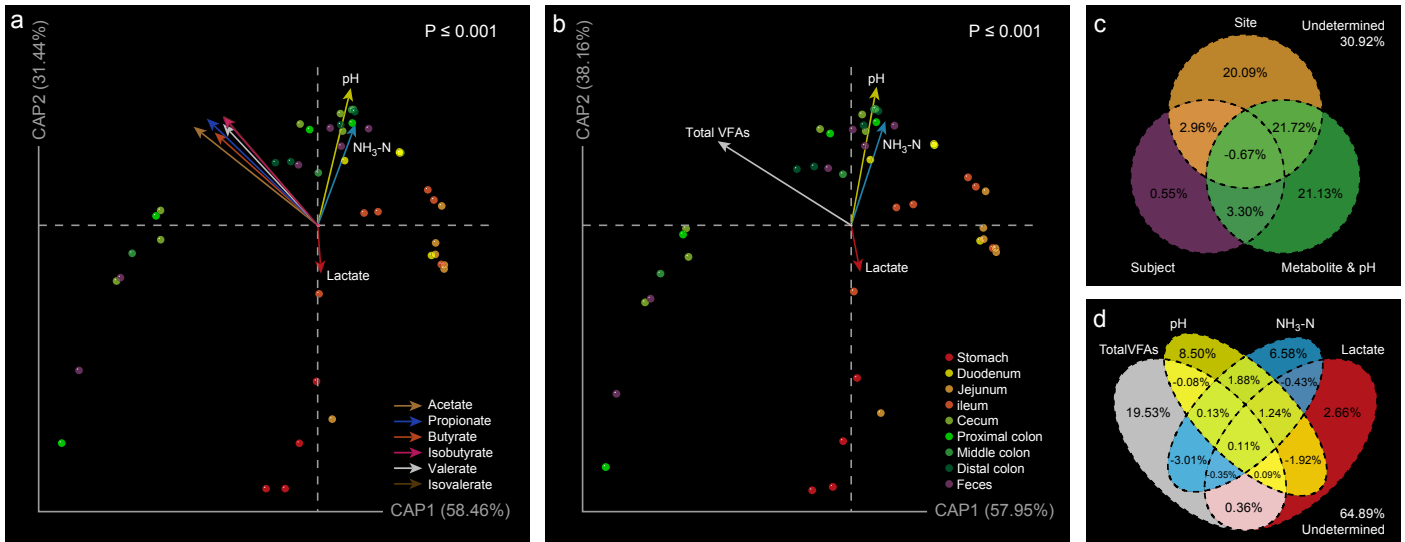 a
P ≤ 0.001
CAP2 (31.44%)
pH
NH3-N
Lactate
Acetate
Propionate
Butyrate
Isobutyrate
Valerate
Isovalerate
CAP1 (58.46%)
b
P ≤ 0.001
CAP2 (38.16%)
pH
Total VFAs
NH3-N
Lactate
Stomach
Duodenum
Jejunum
ileum
Cecum
Proximal colon
Middle colon
Distal colon
Feces
CAP1 (57.95%)
c
Site
Undetermined
30.92%
20.09%
2.96%
21.72%
-0.67%
0.55%
3.30%
21.13%
Subject
Metabolite & pH
d
pH
NH3-N
TotalVFAs
Lactate
8.50%
6.58%
-0.08%
1.88%
-0.43%
19.53%
0.13%
1.24%
2.66%
0.11%
-3.01%
-0.35%
0.09%
-1.92%
0.36%
64.89%
Undetermined